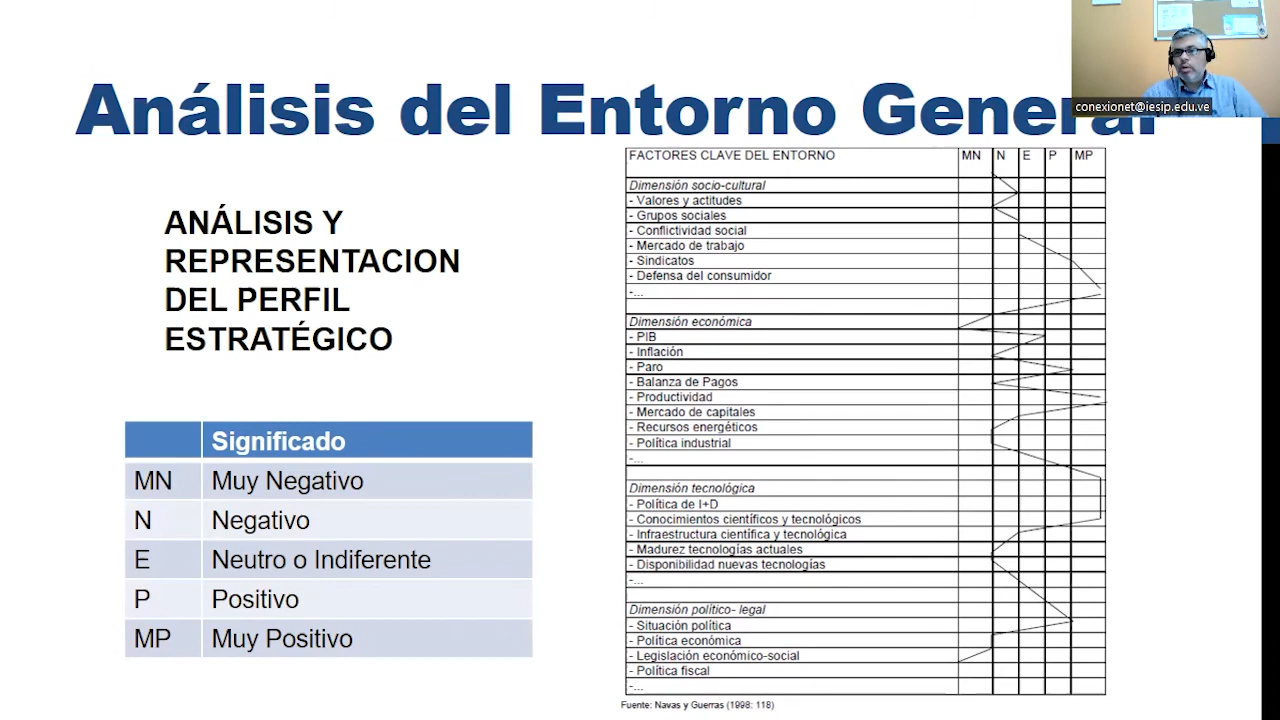 Análisis del Entorno General
conexionet@iesip.edu.ve
ANÁLISIS Y
REPRESENTACION
DEL PERFIL
ESTRATÉGICO
Significado
MN Muy Negativo
N Negativo
E Neutro o Indiferente
P Positivo
MP Muy Positivo
FACTORES CLAVE DEL ENTORNO MN N E P MP
Dimensión socio-cultural
- Valores y actitudes
- Grupos sociales
- Conflictividad social
- Mercado de trabajo
- Sindicatos
- Defensa del consumidor
-...
Dimensión económica
- PIB
- Inflación
- Paro
- Balanza de Pagos
- Productividad
- Mercado de capitales
- Recursos energéticos
- Política industrial
-...
Dimensión tecnológica
- Política de I+D
- Conocimientos científicos y tecnológicos
- Infraestructura científica y tecnológica
- Madurez tecnologías actuales
- Disponibilidad nuevas tecnologías
-...
Dimensión político- legal
- Situación política
- Política económica
- Legislación económico-social
- Política fiscal
-...
Fuente: Navas y Guerras (1998: 118)